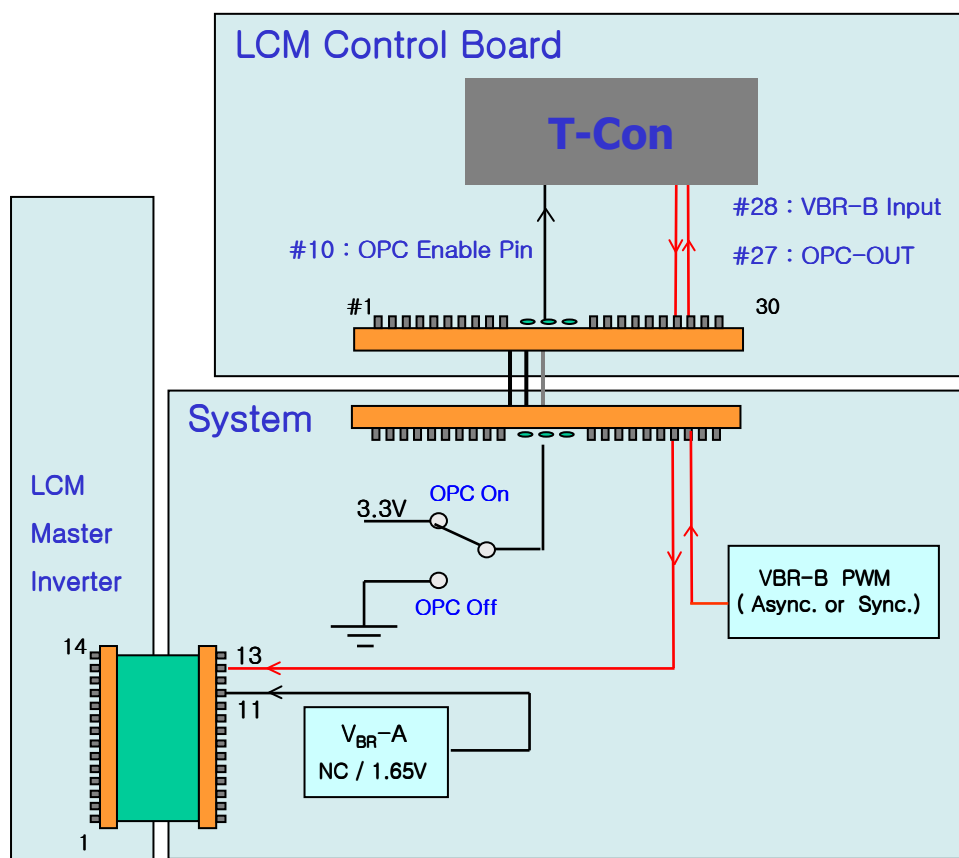 LCM Control Board
T-Con
#28 : VBR-B Input
#10 : OPC Enable Pin
#27 : OPC-OUT
#1
30
System
LCM
Master
Inverter
OPC On
3.3V
OPC Off
VBR-B PWM
( Async. or Sync.)
14
13
11
VBR-A
NC / 1.65V
1